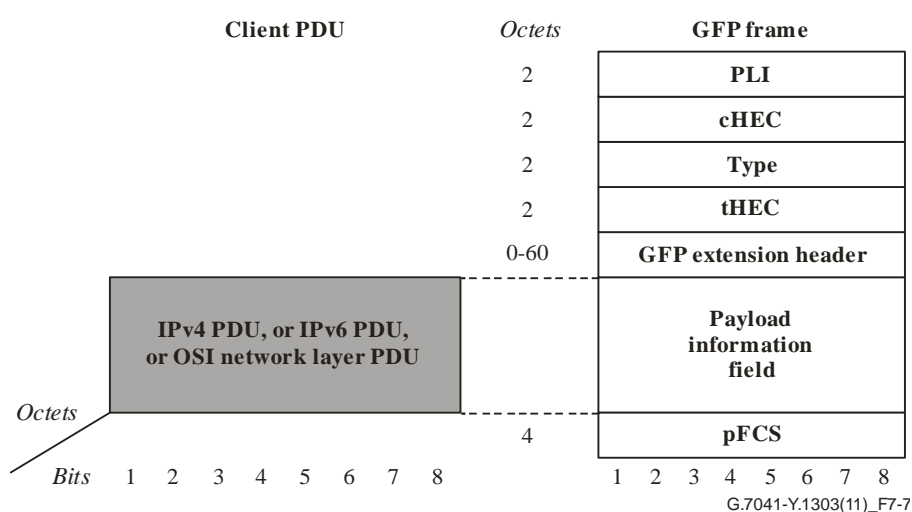 Client PDU Octets GFP frame
2 PLI
2 cHEC
2 Type
2 tHEC
0-60 GFP extension header
IPv4 PDU, or IPv6 PDU,
or OSI network layer PDU
Payload
information
field
Octets
4 pFCS
Bits 1 2 3 4 5 6 7 8 1 2 3 4 5 6 7 8
G.7041-Y.1303(11)_F7-7